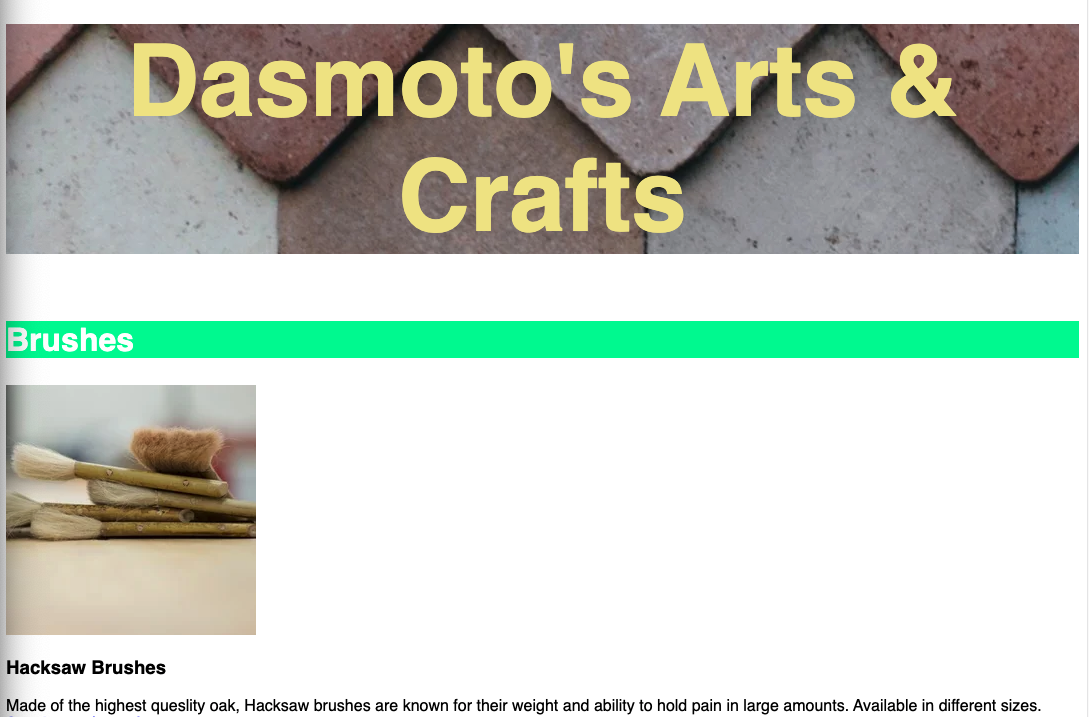 Dasmoto's Arts &
Crafts
Brushes
Hacksaw Brushes
Made of the highest queslity oak, Hacksaw brushes are known for their weight and ability to hold pain in large amounts. Available in different sizes.